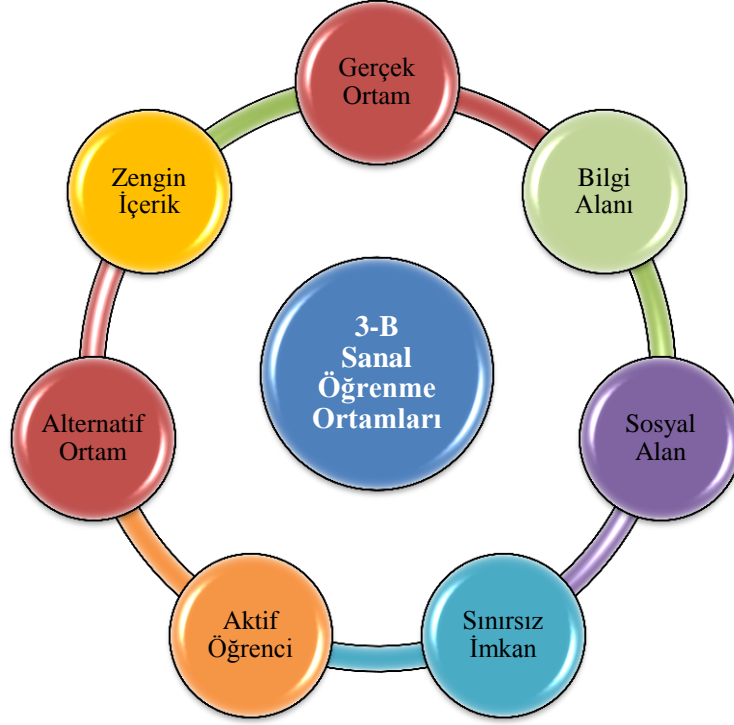 Gerçek
Ortam
Zengin
İçerik
Bilgi
Alanı
3-B
Sanal
Öğrenme
Ortamları
Alternatif
Ortam
Sosyal
Alan
Aktif
Öğrenci
Sınırsız
İmkan